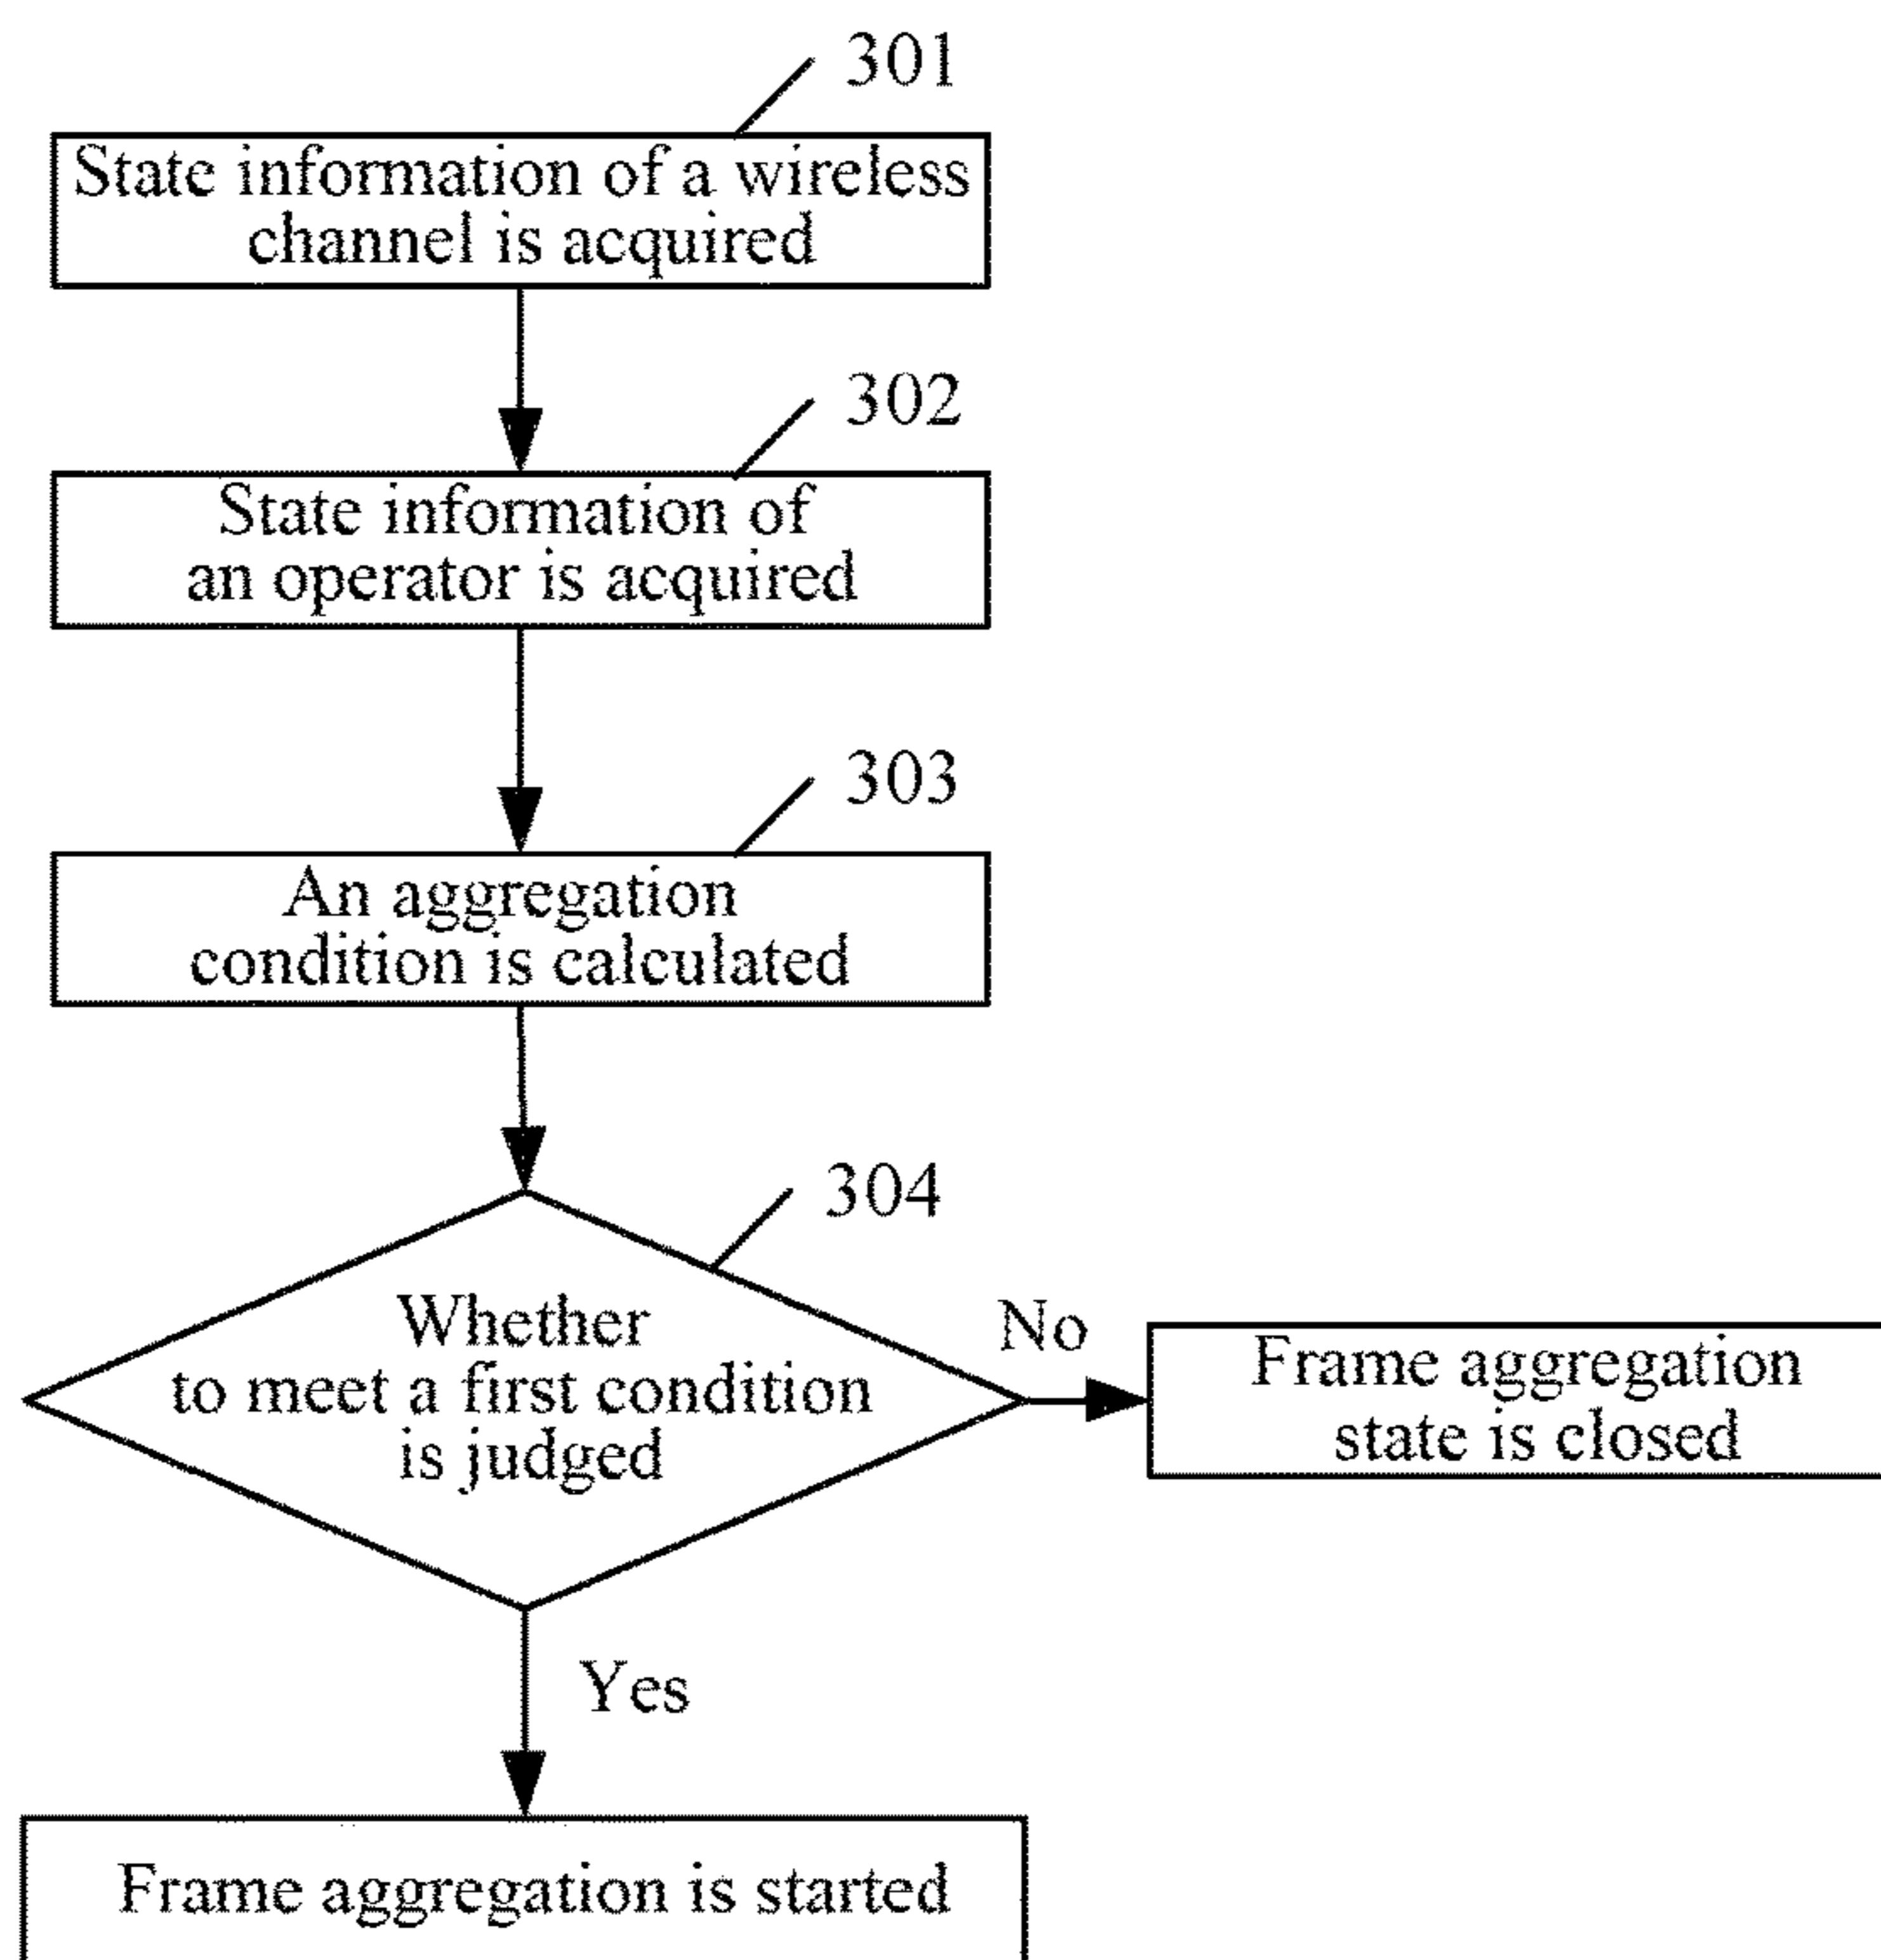 301
State information of a wireless
channel is acquired
302
State information of
an operator is acquired
303
An aggregation
condition is calculated
304
Whether
to meet a first condition
is judged
No
Frame aggregation
state is closed
Yes
Frame aggregation is started